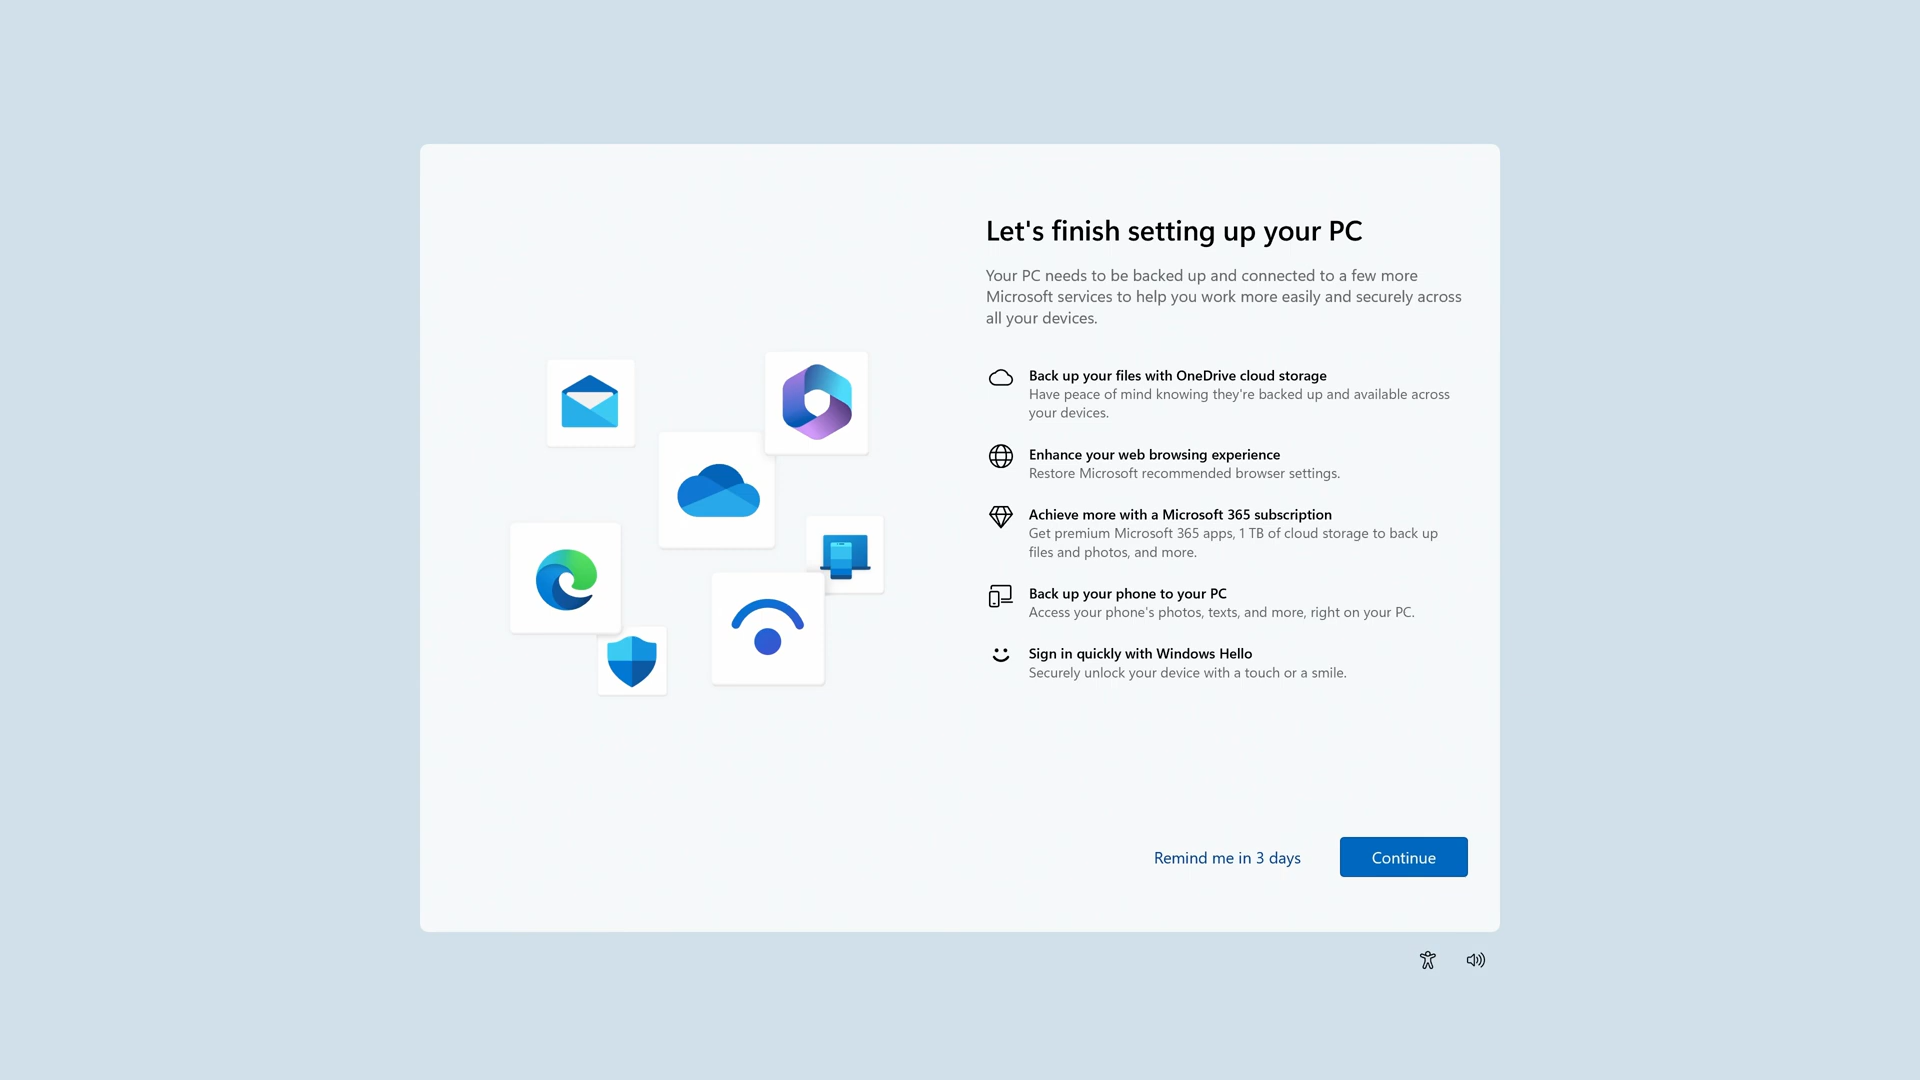 Let's finish setting up your PC
Your PC needs to be backed up and connected to a few more
Microsoft services to help you work more easily and securely across
all your devices.
Back up your files with OneDrive cloud storage
Have peace of mind knowing they're backed up and available across
your devices.
Enhance your web browsing experience
Restore Microsoft recommended browser settings.
Achieve more with a Microsoft 365 subscription
Get premium Microsoft 365 apps, 1 TB of cloud storage to back up
files and photos, and more.
Back up your phone to your PC
Access your phone's photos, texts, and more, right on your PC.
Sign in quickly with Windows Hello
Securely unlock your device with a touch or a smile.
Remind me in 3 days
Continue